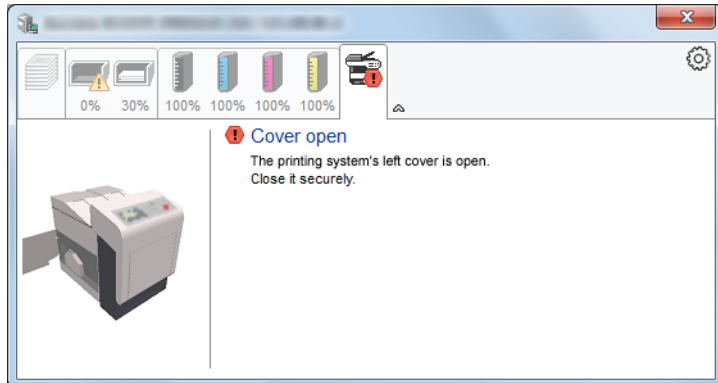 0% 30% 100% 100% 100% 100%
Cover open
The printing system's left cover is open.
Close it securely.